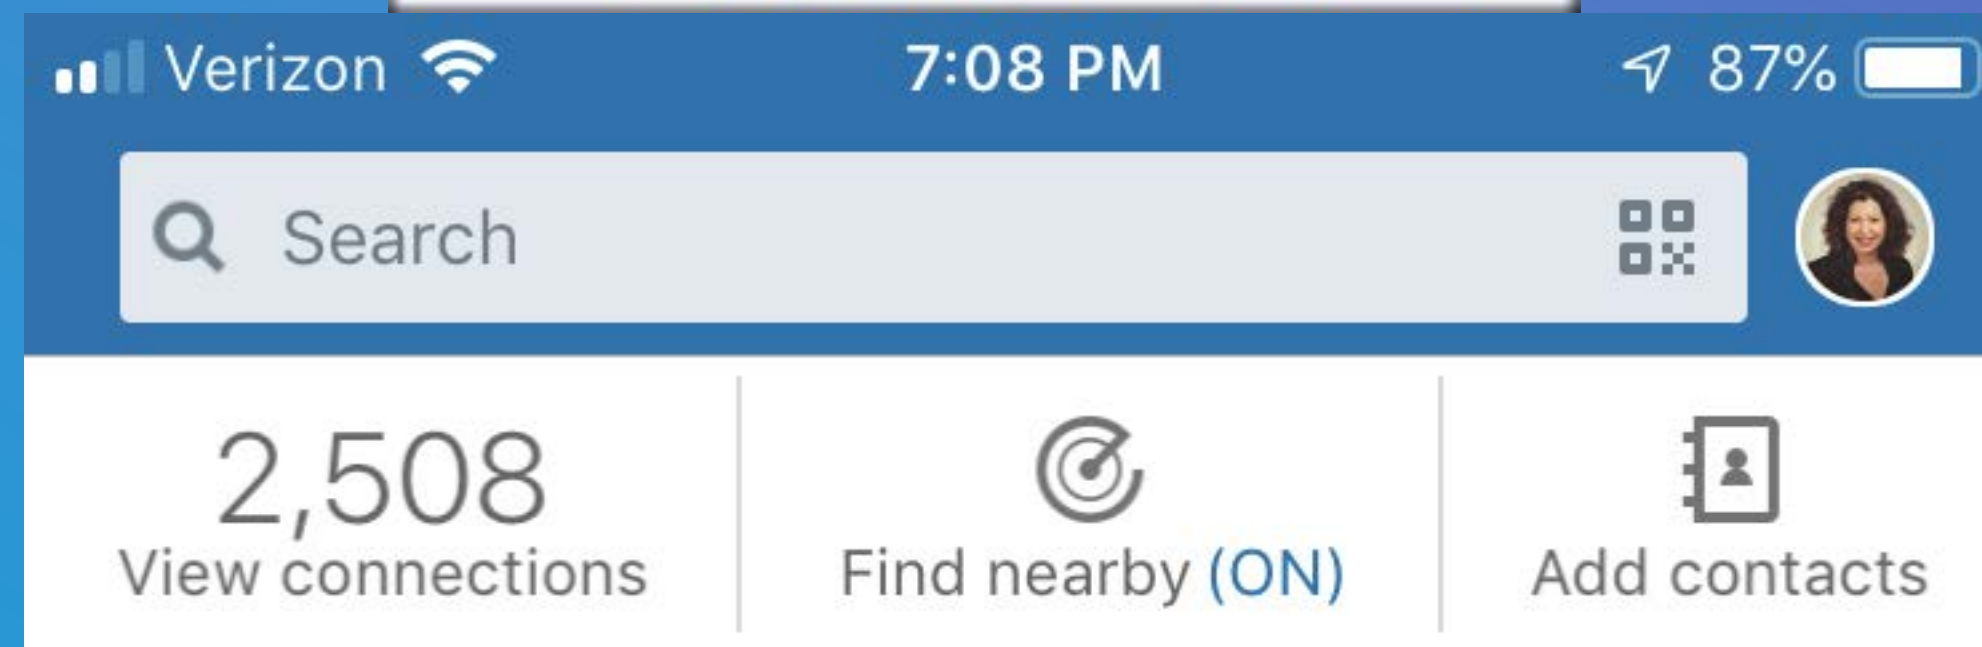 Verizon 7:08 PM 87%
Search
2,508
View connections
Find nearby (ON)
Add contacts